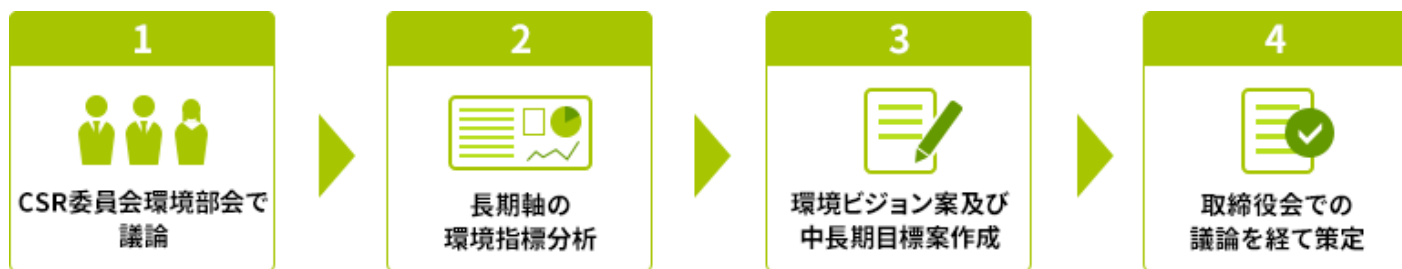 1
CSR委員会環境部会で
議論
2
長期軸の
環境指標分析
3
環境ビジョン案及び
中長期目標案作成
4
取締役会での
議論を経て策定